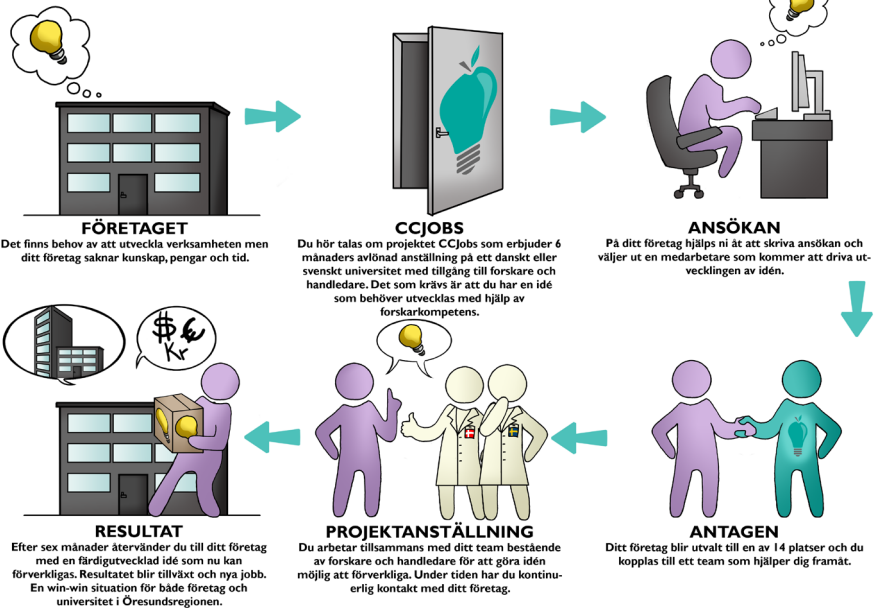 FÖRETAGET
Det finns behov av att utveckla verksamheten men
ditt företag saknar kunskap, pengar och tid.
CCJOBS
Du hör talas om projektet CCJobs som erbjuder 6
månaders avlönad anställning på ett danskt eller
svenskt universitet med tillgång till forskare och
handledare. Det som krävs är att du har en idé
som behöver utvecklas med hjälp av
forskarkompetens.
ANSÖKAN
På ditt företag hjälps ni åt att skriva ansökan och
väljer ut en medarbetare som kommer att driva ut-
vecklingen av idén.
ANTAGEN
Ditt företag blir utvalt till en av 14 platser och du
kopplas till ett team som hjälper dig framåt.
PROJEKTANSTÄLLNING
Du arbetar tillsammans med ditt team bestående
av forskare och handledare för att göra idén
möjlig att förverkliga. Under tiden har du kontinu-
erlig kontakt med ditt företag.
$ €
Kr
RESULTAT
Efter sex månader återvänder du till ditt företag
med en färdigutvecklad idé som nu kan
förverkligas. Resultatet blir tillväxt och nya jobb.
En win-win situation för både företag och
universitet i Öresundsregionen.